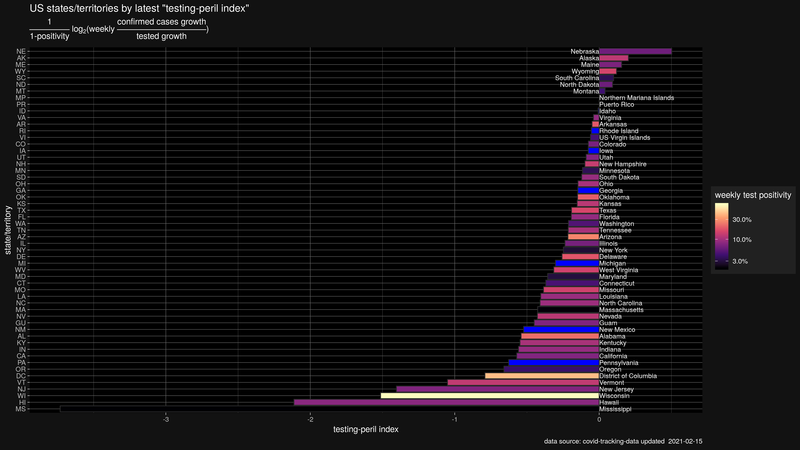 US states/territories by latest "testing-peril index"
1 confirmed cases growth
log2(weekly )
1-positivity tested growth
NE Nebraska
AK Alaska
ME Maine
WY Wyoming
SC South Carolina
ND North Dakota
MT Montana
MP Northern Mariana Islands
PR Puerto Rico
ID Idaho
VA Virginia
AR Arkansas
RI Rhode Island
VI US Virgin Islands
CO Colorado
IA Iowa
UT Utah
NH New Hampshire
MN Minnesota
SD South Dakota
OH Ohio
GA Georgia
OK Oklahoma
KS Kansas
TX Texas
FL Florida
WA Washington
TN Tennessee
AZ Arizona
IL Illinois
NY New York
DE Delaware
MI Michigan
WV West Virginia
MD Maryland
CT Connecticut
MO Missouri
LA Louisiana
NC North Carolina
MA Massachusetts
NV Nevada
GU Guam
NM New Mexico
AL Alabama
KY Kentucky
IN Indiana
CA California
PA Pennsylvania
OR Oregon
DC District of Columbia
VT Vermont
NJ New Jersey
WI Wisconsin
HI Hawaii
MS Mississippi
state/territory
-3 -2 -1 0
testing-peril index
weekly test positivity
30.0%
10.0%
3.0%
data source: covid-tracking-data updated 2021-02-15